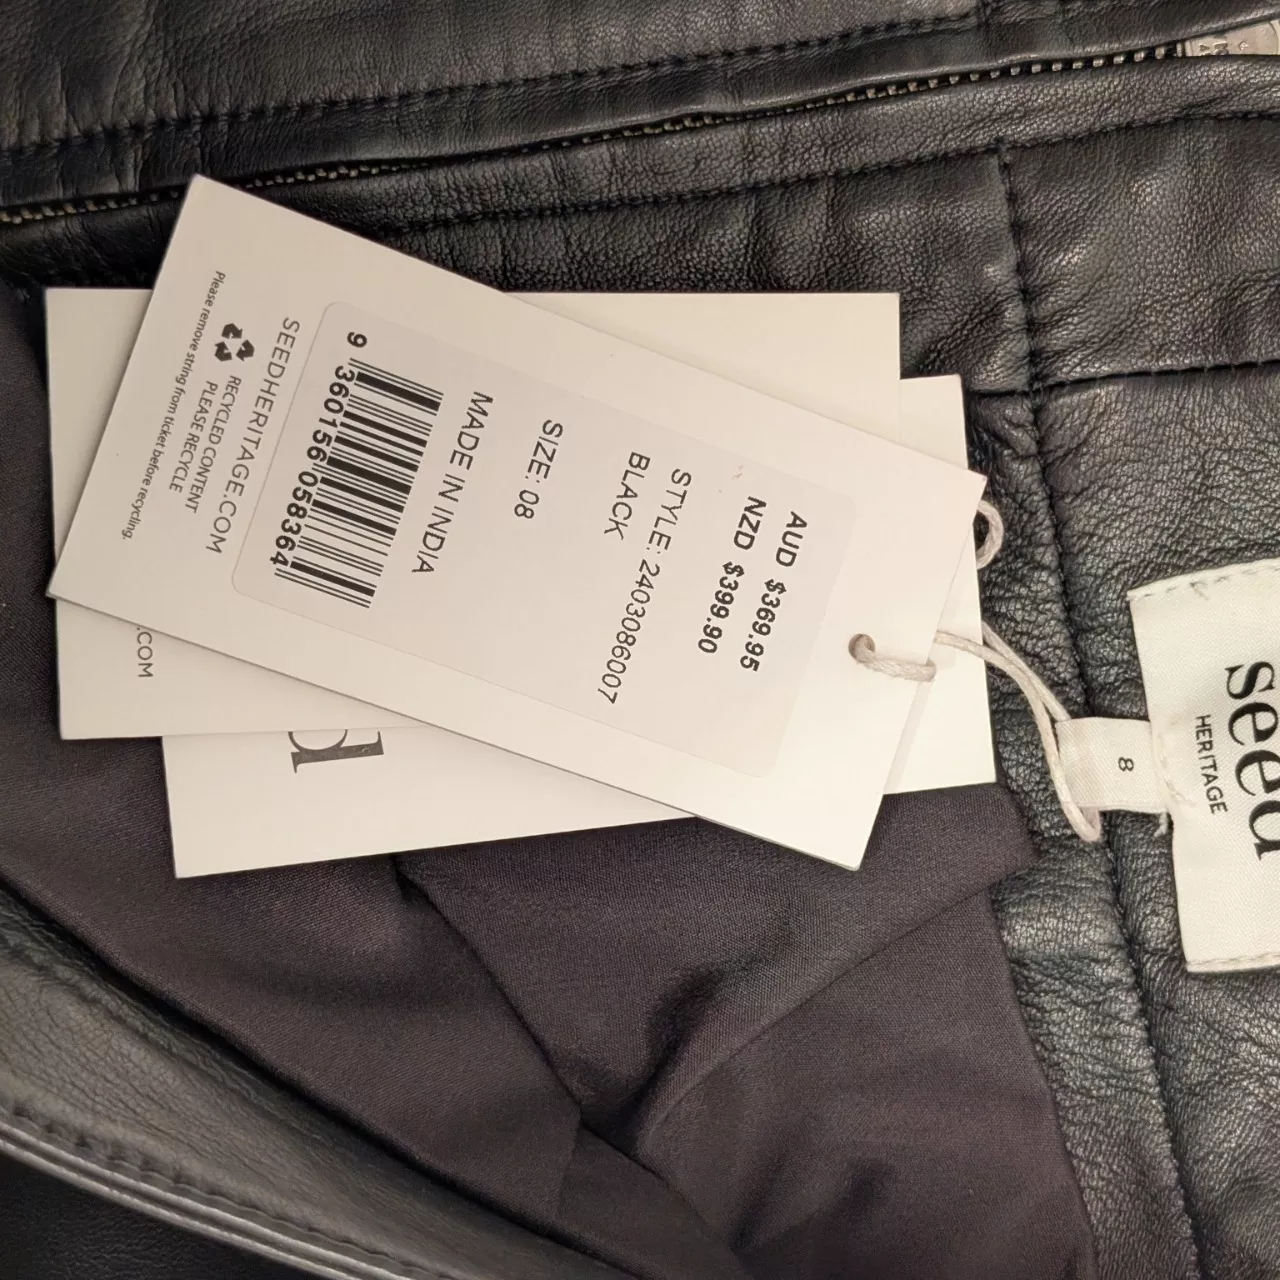 AUD $369.95
NZD $399.90
STYLE: 2403086007
BLACK
SIZE: 08
MADE IN INDIA
9 360156 058364
SEEDHERITAGE.COM
RECYCLED CONTENT
PLEASE RECYCLE
Please remove string from ticket before recycling.
.COM
d
8
seed
HERITAGE